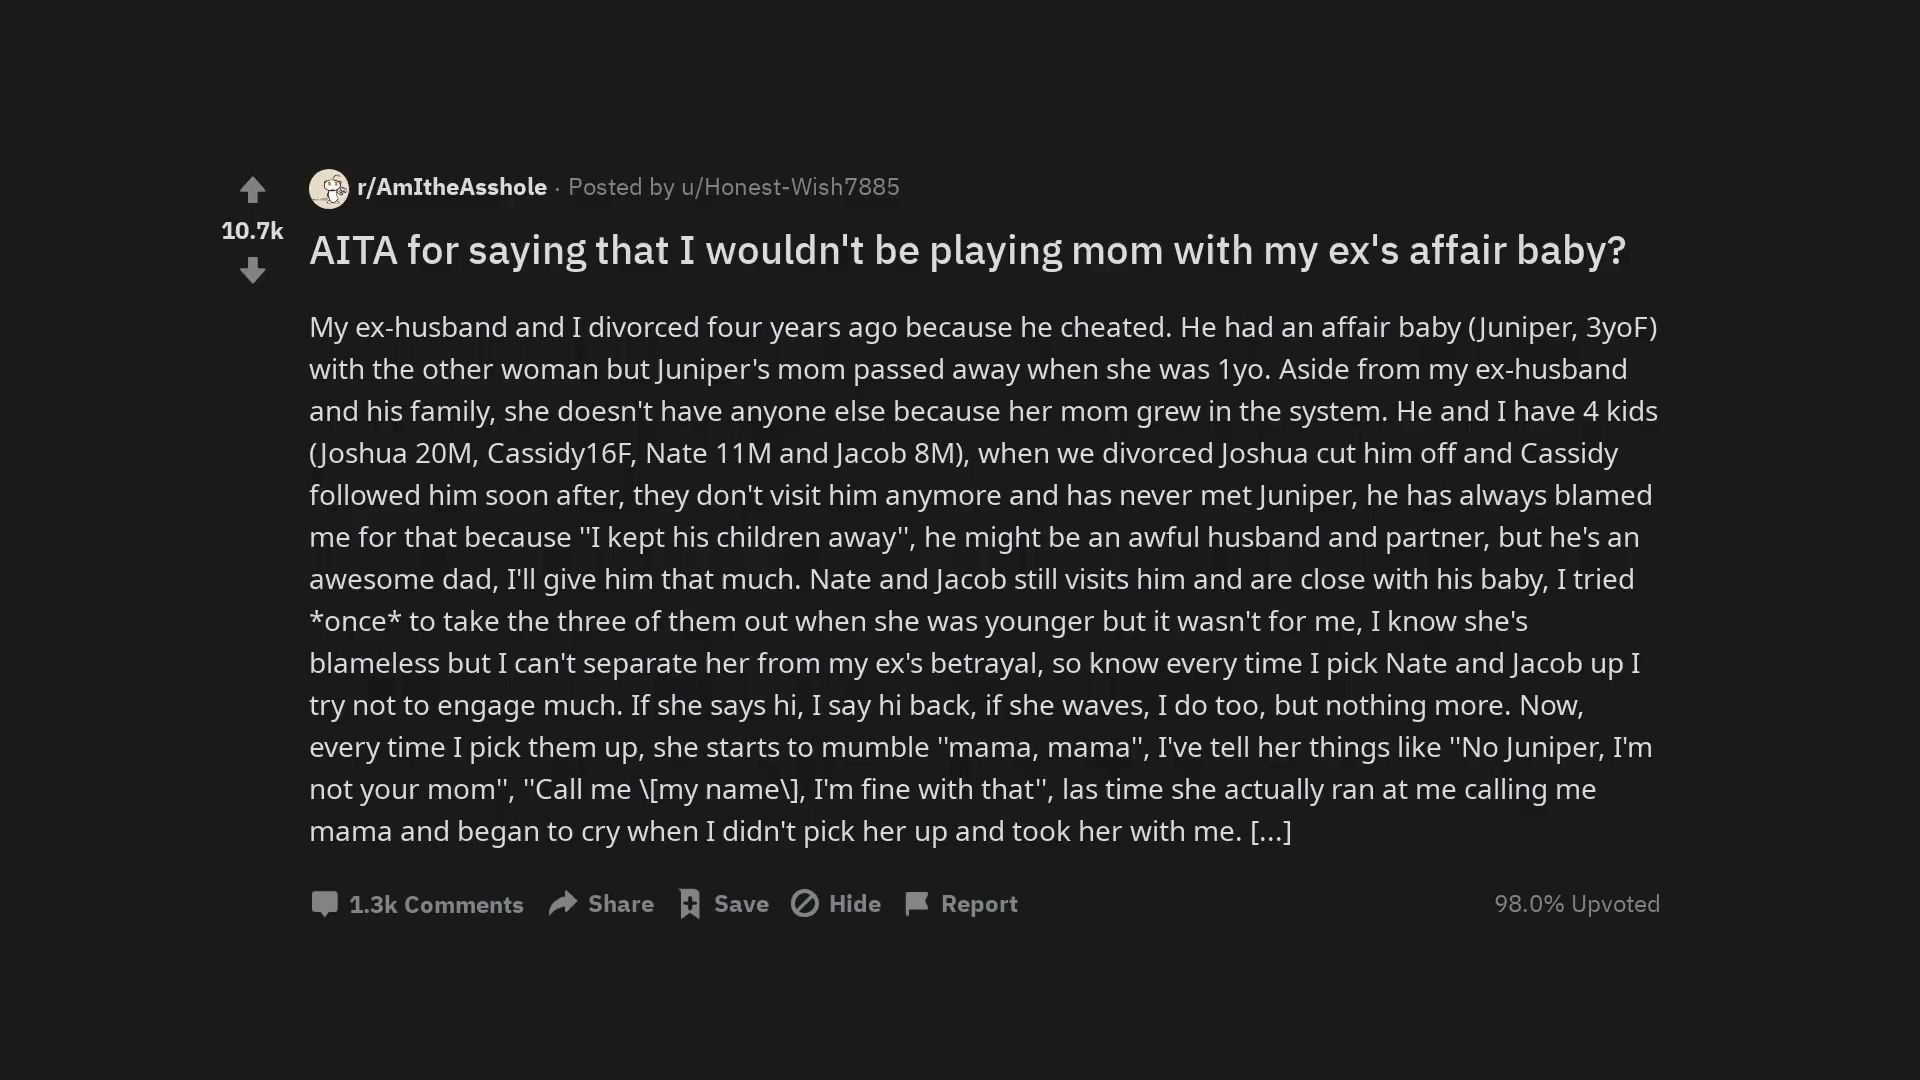 r/AmItheAsshole · Posted by u/Honest-Wish7885
10.7k
AITA for saying that I wouldn't be playing mom with my ex's affair baby?
My ex-husband and I divorced four years ago because he cheated. He had an affair baby (Juniper, 3yoF)
with the other woman but Juniper's mom passed away when she was 1yo. Aside from my ex-husband
and his family, she doesn't have anyone else because her mom grew in the system. He and I have 4 kids
(Joshua 20M, Cassidy16F, Nate 11M and Jacob 8M), when we divorced Joshua cut him off and Cassidy
followed him soon after, they don't visit him anymore and has never met Juniper, he has always blamed
me for that because ''I kept his children away'', he might be an awful husband and partner, but he's an
awesome dad, I'll give him that much. Nate and Jacob still visits him and are close with his baby, I tried
*once* to take the three of them out when she was younger but it wasn't for me, I know she's
blameless but I can't separate her from my ex's betrayal, so know every time I pick Nate and Jacob up I
try not to engage much. If she says hi, I say hi back, if she waves, I do too, but nothing more. Now,
every time I pick them up, she starts to mumble ''mama, mama'', I've tell her things like ''No Juniper, I'm
not your mom'', ''Call me \[my name\], I'm fine with that'', las time she actually ran at me calling me
mama and began to cry when I didn't pick her up and took her with me. [...]
1.3k Comments Share Save Hide Report 98.0% Upvoted